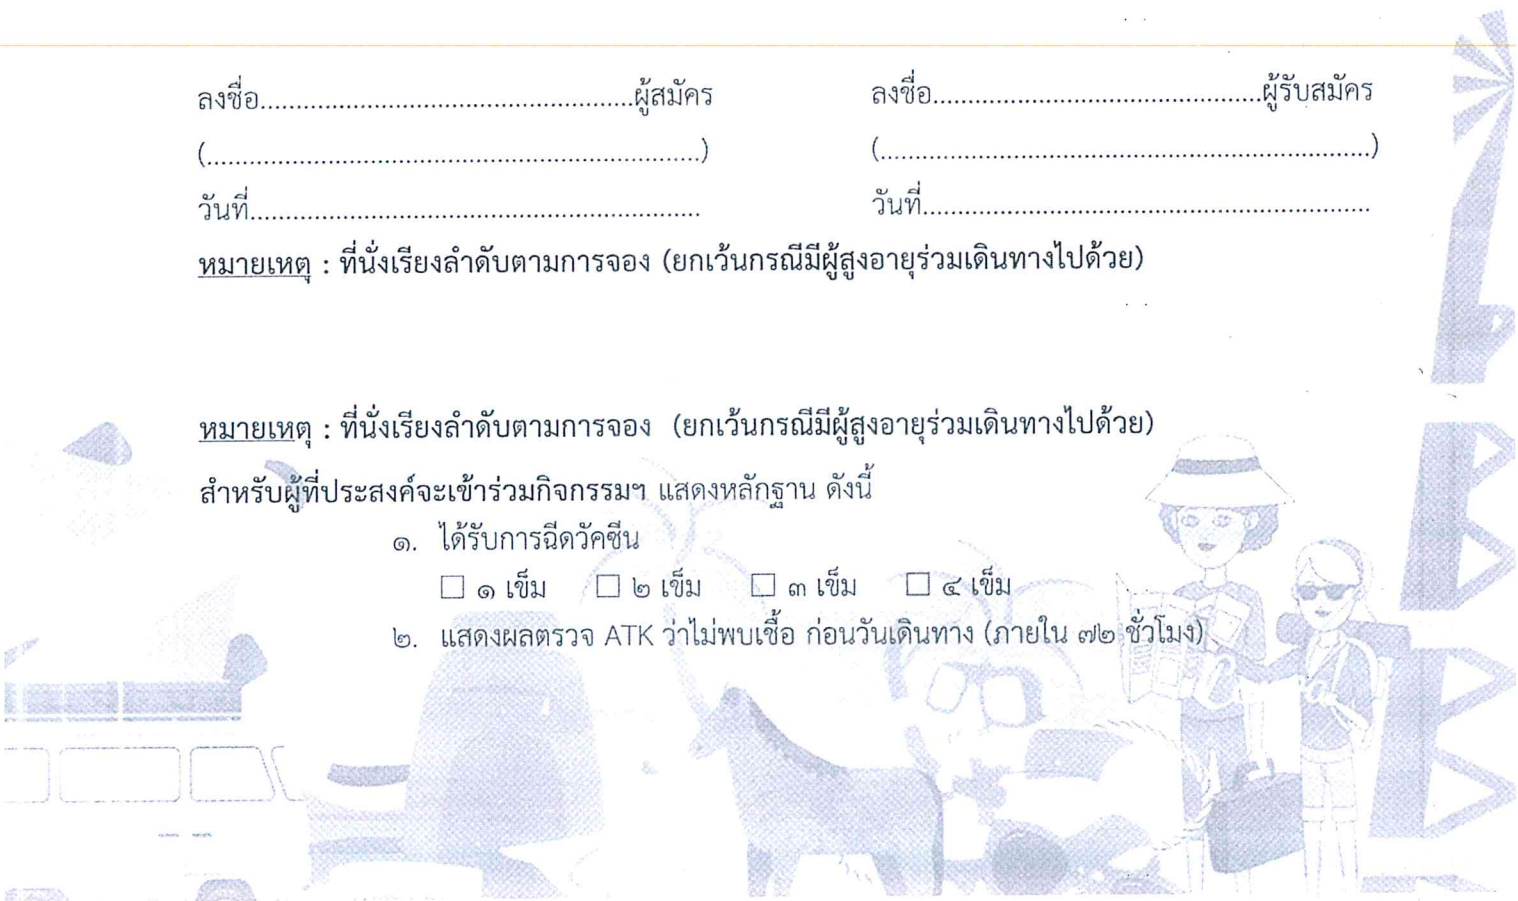 ลงชื่อ....................................................ผู้สมัคร ลงชื่อ..............................................ผู้รับสมัคร
(.....................................................................) (.....................................................................)
วันที่............................................................... วันที่...............................................................
หมายเหตุ : ที่นั่งเรียงลำดับตามการจอง (ยกเว้นกรณีมีผู้สูงอายุร่วมเดินทางไปด้วย)
หมายเหตุ : ที่นั่งเรียงลำดับตามการจอง (ยกเว้นกรณีมีผู้สูงอายุร่วมเดินทางไปด้วย)
สำหรับผู้ที่ประสงค์จะเข้าร่วมกิจกรรมฯ แสดงหลักฐาน ดังนี้
๑. ได้รับการฉีดวัคซีน
☐ ๑ เข็ม ☐ ๒ เข็ม ☐ ๓ เข็ม ☐ ๔ เข็ม
๒. แสดงผลตรวจ ATK ว่าไม่พบเชื้อ ก่อนวันเดินทาง (ภายใน ๗๒ ชั่วโมง)